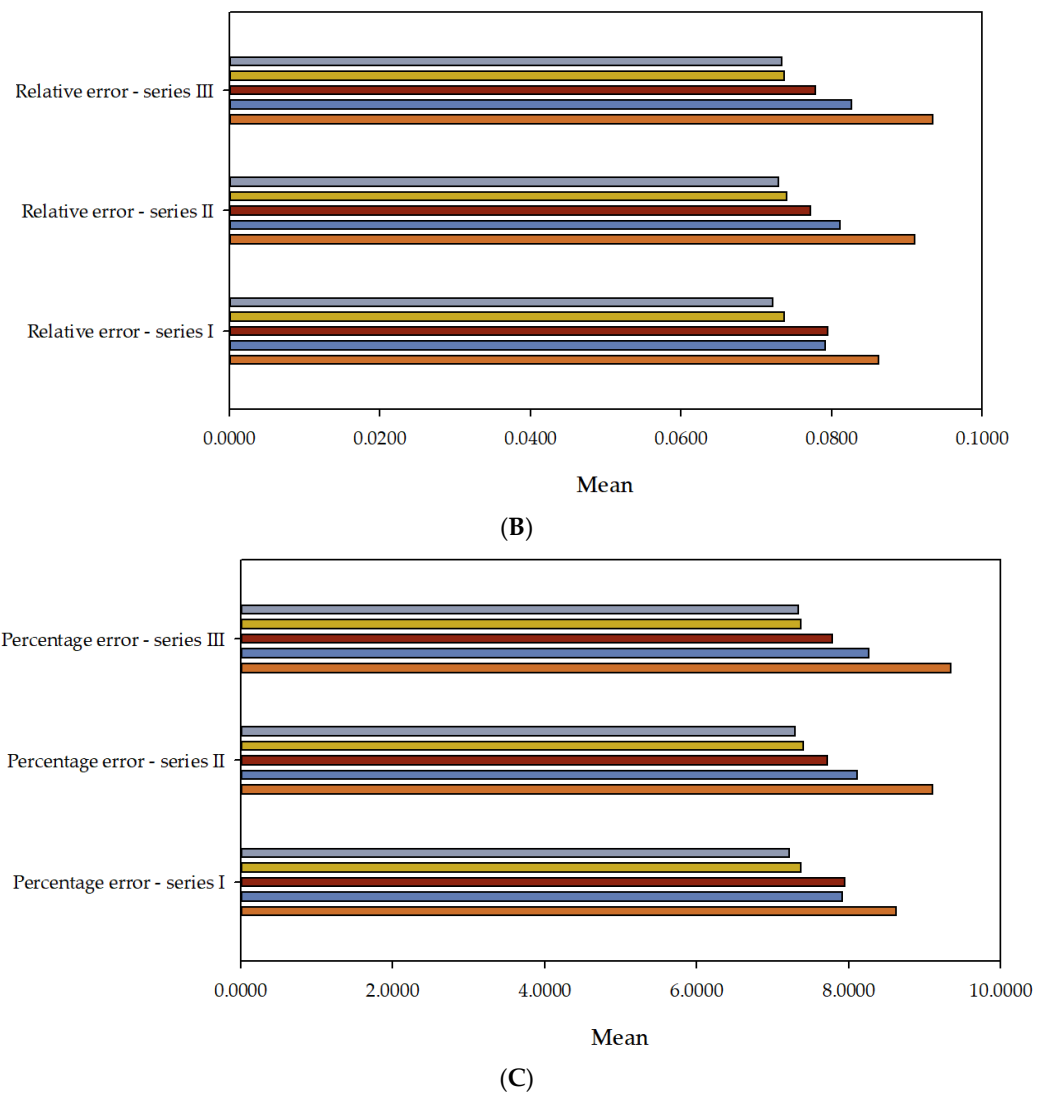 Relative error - series III
Relative error - series II
Relative error - series I
0.0000 0.0200 0.0400 0.0600 0.0800 0.1000
Mean
(B)
Percentage error - series III
Percentage error - series II
Percentage error - series I
0.0000 2.0000 4.0000 6.0000 8.0000 10.0000
Mean
(C)